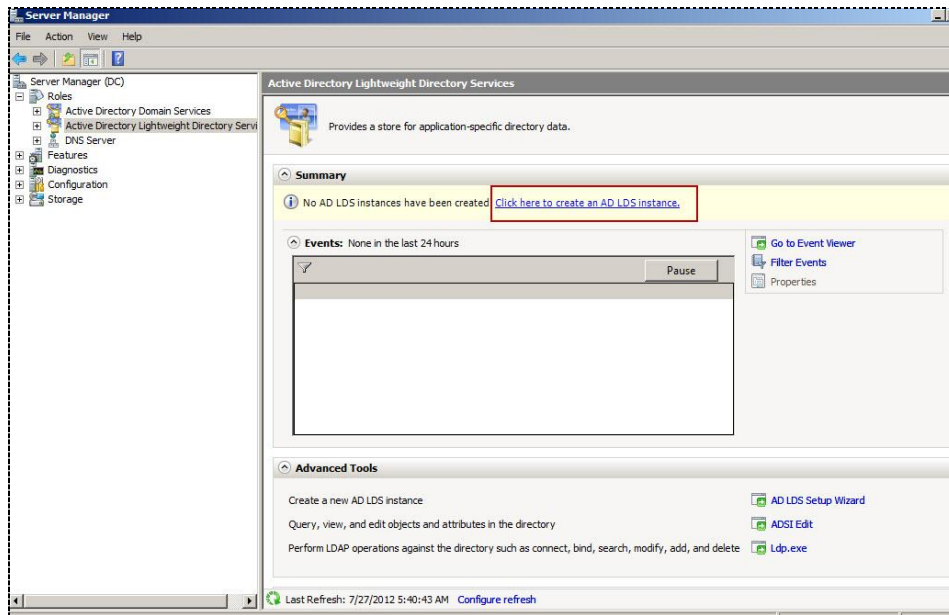 Server Manager
File Action View Help
Server Manager (DC)
Roles
Active Directory Domain Services
Active Directory Lightweight Directory Servi
DNS Server
Features
Diagnostics
Configuration
Storage
Active Directory Lightweight Directory Services
Provides a store for application-specific directory data.
Summary
No AD LDS instances have been created Click here to create an AD LDS instance.
Events: None in the last 24 hours
Pause
Go to Event Viewer
Filter Events
Properties
Advanced Tools
Create a new AD LDS instance AD LDS Setup Wizard
Query, view, and edit objects and attributes in the directory ADSI Edit
Perform LDAP operations against the directory such as connect, bind, search, modify, add, and delete Ldp.exe
Last Refresh: 7/27/2012 5:40:43 AM Configure refresh